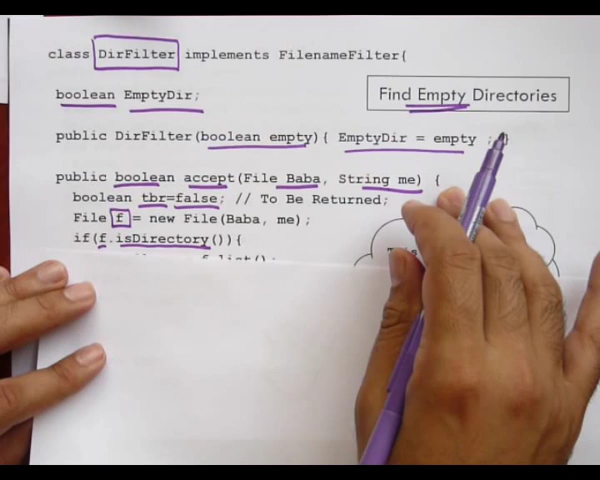 class DirFilter implements FilenameFilter{
boolean EmptyDir;
Find Empty Directories
public DirFilter(boolean empty){ EmptyDir = empty ;
public boolean accept(File Baba, String me) {
boolean tbr=false; // To Be Returned;
File f = new File(Baba, me);
if(f.isDirectory()){
f.list();